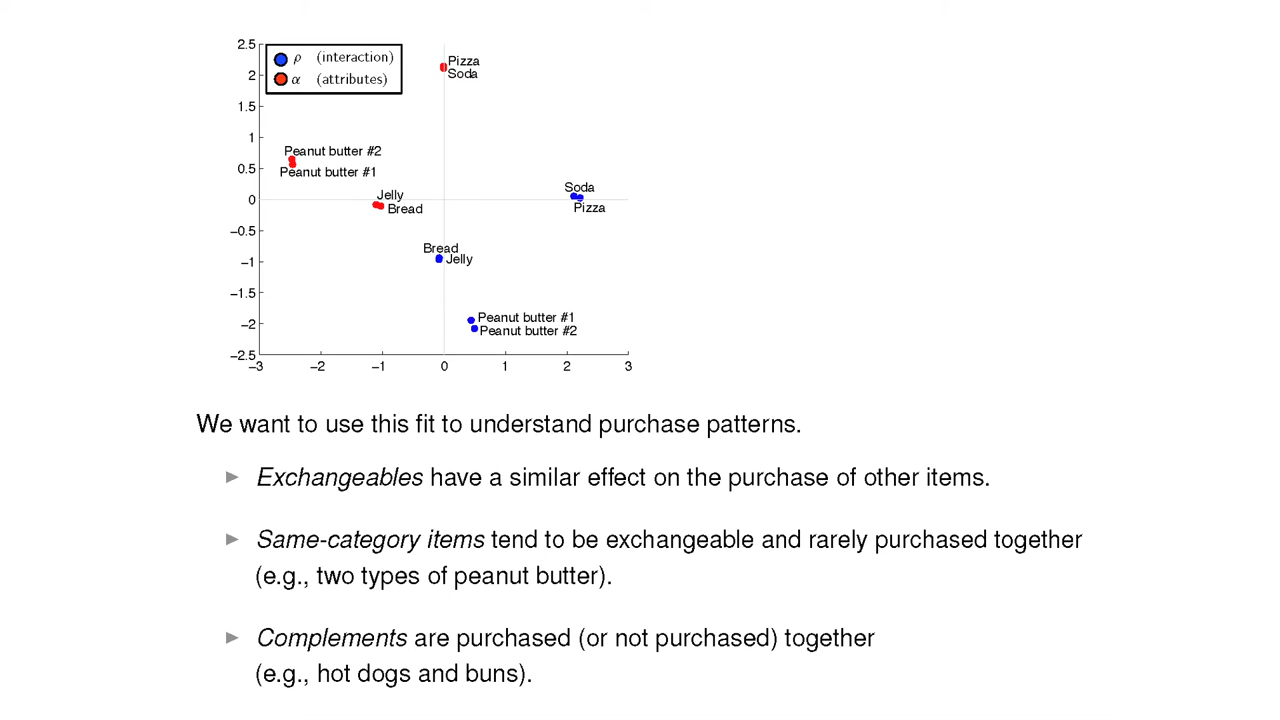 2.5
2
1.5
1
0.5
0
−0.5
−1
−1.5
−2
−2.5
ρ (interaction)
α (attributes)
Pizza
Soda
Peanut butter #2
Peanut butter #1
Jelly
Bread
Soda
Pizza
Bread
Jelly
Peanut butter #1
Peanut butter #2
−3 −2 −1 0 1 2 3
We want to use this fit to understand purchase patterns.
▶ Exchangeables have a similar effect on the purchase of other items.
▶ Same-category items tend to be exchangeable and rarely purchased together
(e.g., two types of peanut butter).
▶ Complements are purchased (or not purchased) together
(e.g., hot dogs and buns).